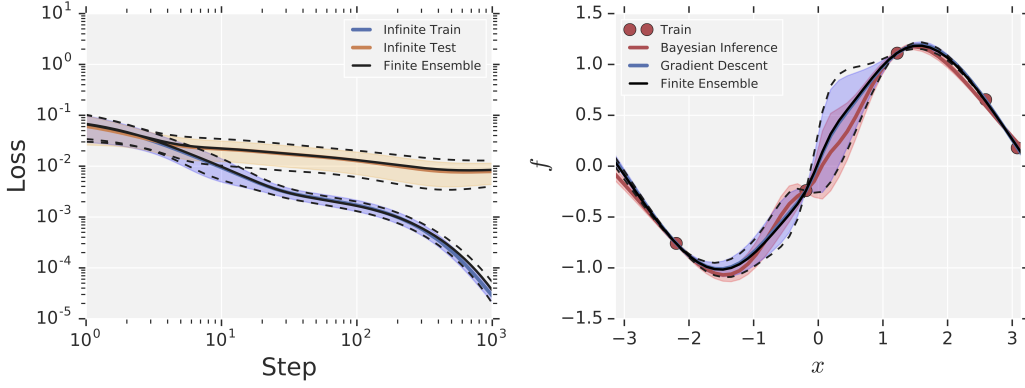 10^1
10^0
10^-1
10^-2
10^-3
10^-4
10^-5
Loss
10^0
10^1
10^2
10^3
Step
Infinite Train
Infinite Test
Finite Ensemble
1.5
1.0
0.5
0.0
−0.5
−1.0
−1.5
f
−3
−2
−1
0
1
2
3
x
Train
Bayesian Inference
Gradient Descent
Finite Ensemble